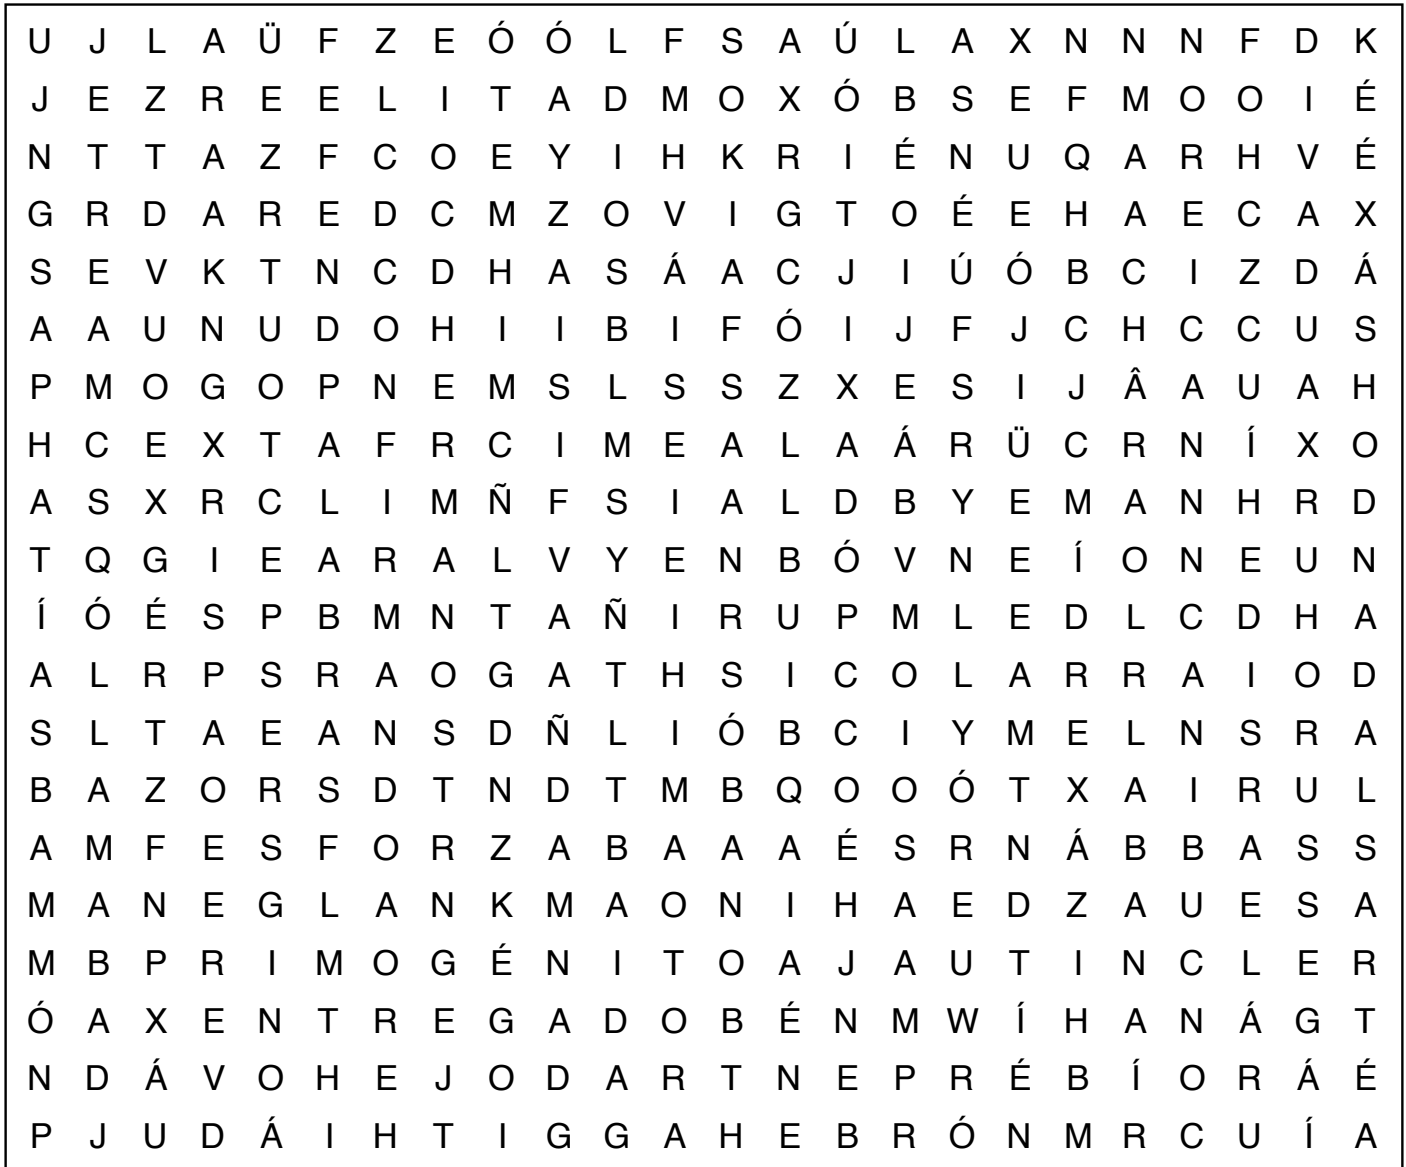 U J L A Ü F Z E Ó Ó L F S A Ú L A X N N N F D K
J E Z R E E L I T A D M O X Ó B S E F M O O I É
N T T A Z F C O E Y I H K R I É N U Q A R H V É
G R D A R E D C M Z O V I G T O É E H A E C A X
S E V K T N C D H A S Á A C J I Ú Ó B C I Z D Á
A A U N U D O H I I B I F Ó I J F J C H C C U S
P M O G O P N E M S L S S Z X E S I J Â A U A H
H C E X T A F R C I M E A L A Á R Ü C R N Í X O
A S X R C L I M Ñ F S I A L D B Y E M A N H R D
T Q G I E A R A L V Y E N B Ó V N E Í O N E U N
Í Ó É S P B M N T A Ñ I R U P M L E D L C D H A
A L R P S R A O G A T H S I C O L A R R A I O D
S L T A E A N S D Ñ L I Ó B C I Y M E L N S R A
B A Z O R S D T N D T M B Q O O Ó T X A I R U L
A M F E S F O R Z A B A A A É S R N Á B B A S S
M A N E G L A N K M A O N I H A E D Z A U E S A
M B P R I M O G É N I T O A J A U T I N C L E R
Ó A X E N T R E G A D O B É N M W Í H A N Á G T
N D Á V O H E J O D A R T N E P R É B Í O R Á É
P J U D Á I H T I G G A H E B R Ó N M R C U Í A